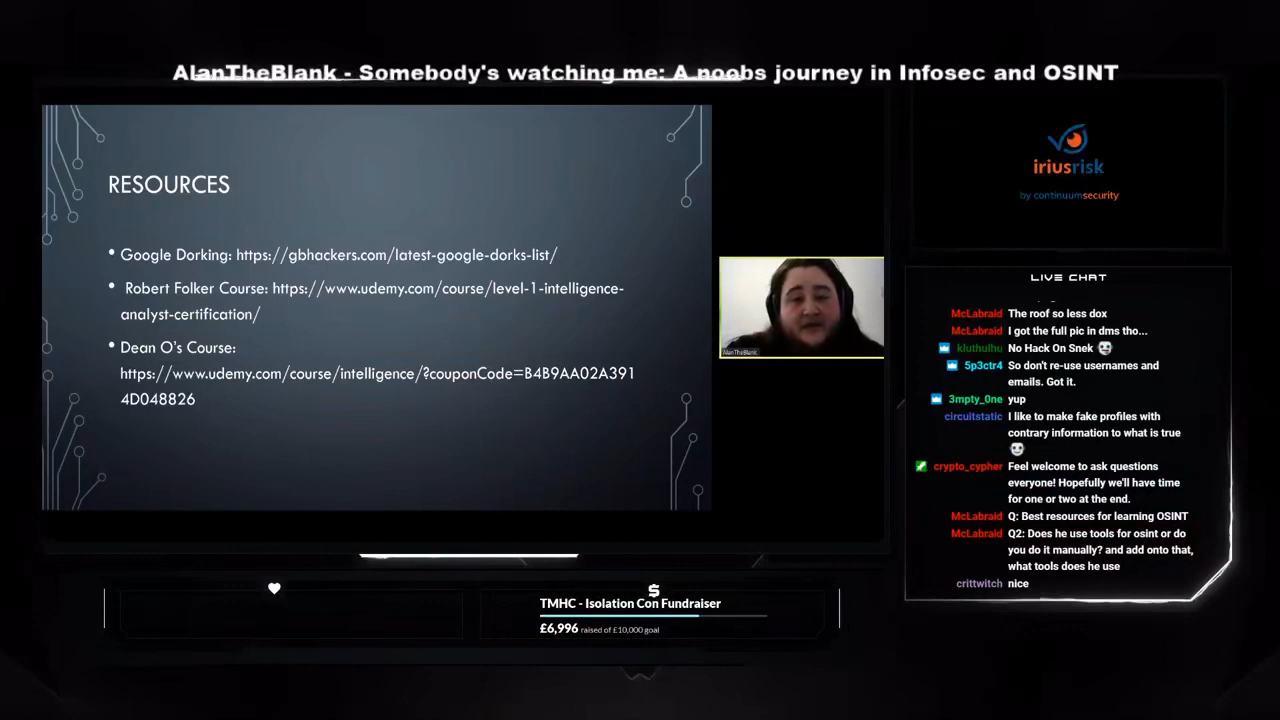 AlanTheBlank - Somebody's watching me: A noobs journey in Infosec and OSINT
RESOURCES
• Google Dorking: https://gbhackers.com/latest-google-dorks-list/
• Robert Folker Course: https://www.udemy.com/course/level-1-intelligence-
analyst-certification/
• Dean O's Course:
https://www.udemy.com/course/intelligence/?couponCode=B4B9AA02A391
4D048826
AlanTheBlank
iriusrisk
by continuumsecurity
LIVE CHAT
McLabraid The roof so less dox
McLabraid I got the full pic in dms tho...
kluthulhu No Hack On Snek
5p3ctr4 So don't re-use usernames and
emails. Got it.
3mpty_0ne yup
circuitstatic I like to make fake profiles with
contrary information to what is true
crypto_cypher Feel welcome to ask questions
everyone! Hopefully we'll have time
for one or two at the end.
McLabraid Q: Best resources for learning OSINT
McLabraid Q2: Does he use tools for osint or do
you do it manually? and add onto that,
what tools does he use
crittwitch nice
$
TMHC - Isolation Con Fundraiser
£6,996 raised of £10,000 goal